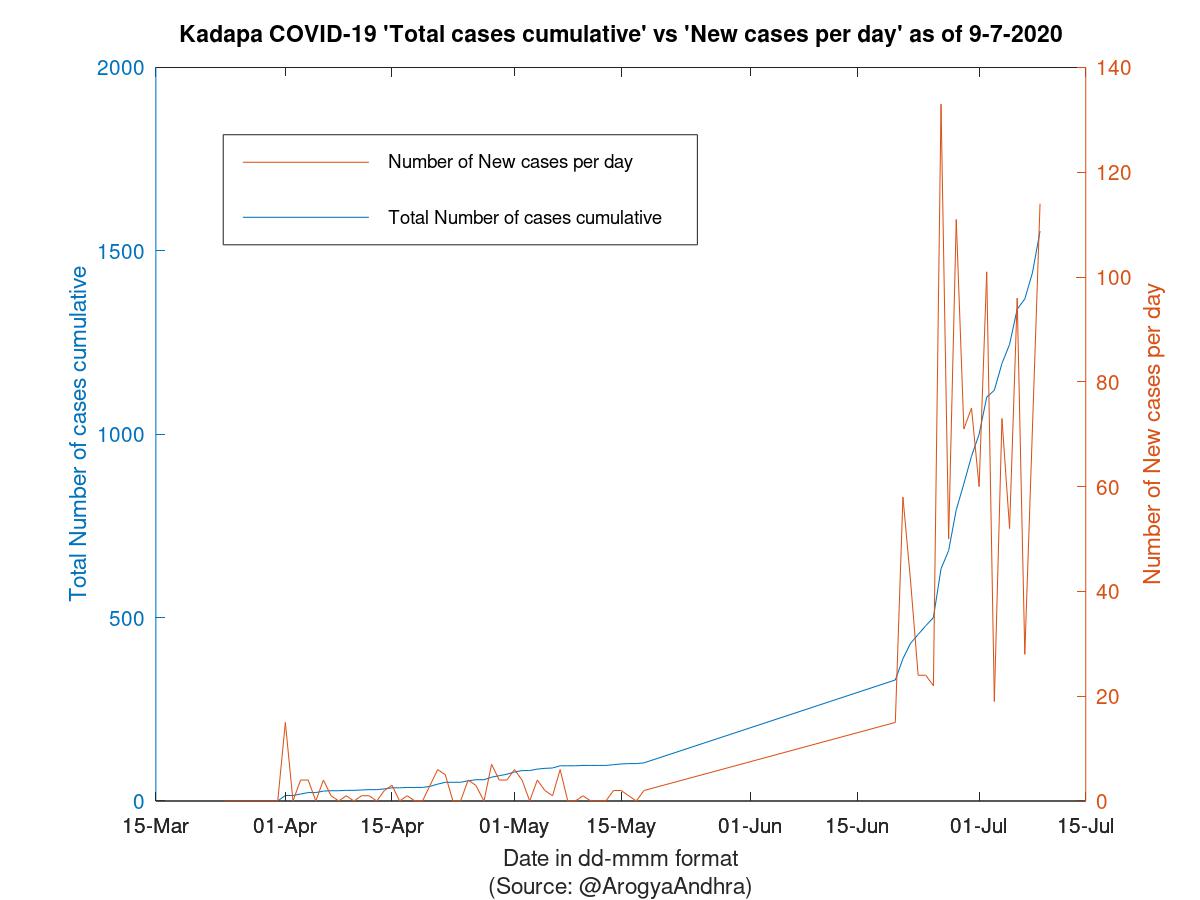 Kadapa COVID-19 'Total cases cumulative' vs 'New cases per day' as of 9-7-2020
2000
1500
1000
500
0
Total Number of cases cumulative
Number of New cases per day
Total Number of cases cumulative
140
120
100
80
60
40
20
0
Number of New cases per day
15-Mar 01-Apr 15-Apr 01-May 15-May 01-Jun 15-Jun 01-Jul 15-Jul
Date in dd-mmm format
(Source: @ArogyaAndhra)